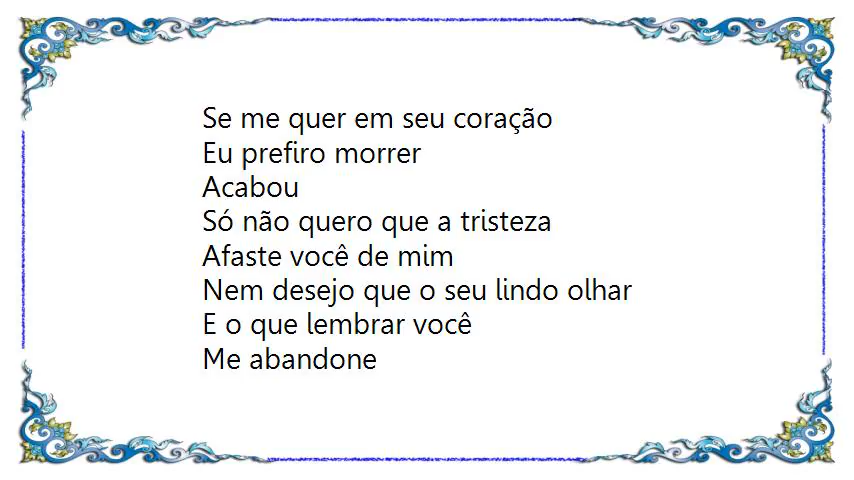 Se me quer em seu coração
Eu prefiro morrer
Acabou
Só não quero que a tristeza
Afaste você de mim
Nem desejo que o seu lindo olhar
E o que lembrar você
Me abandone